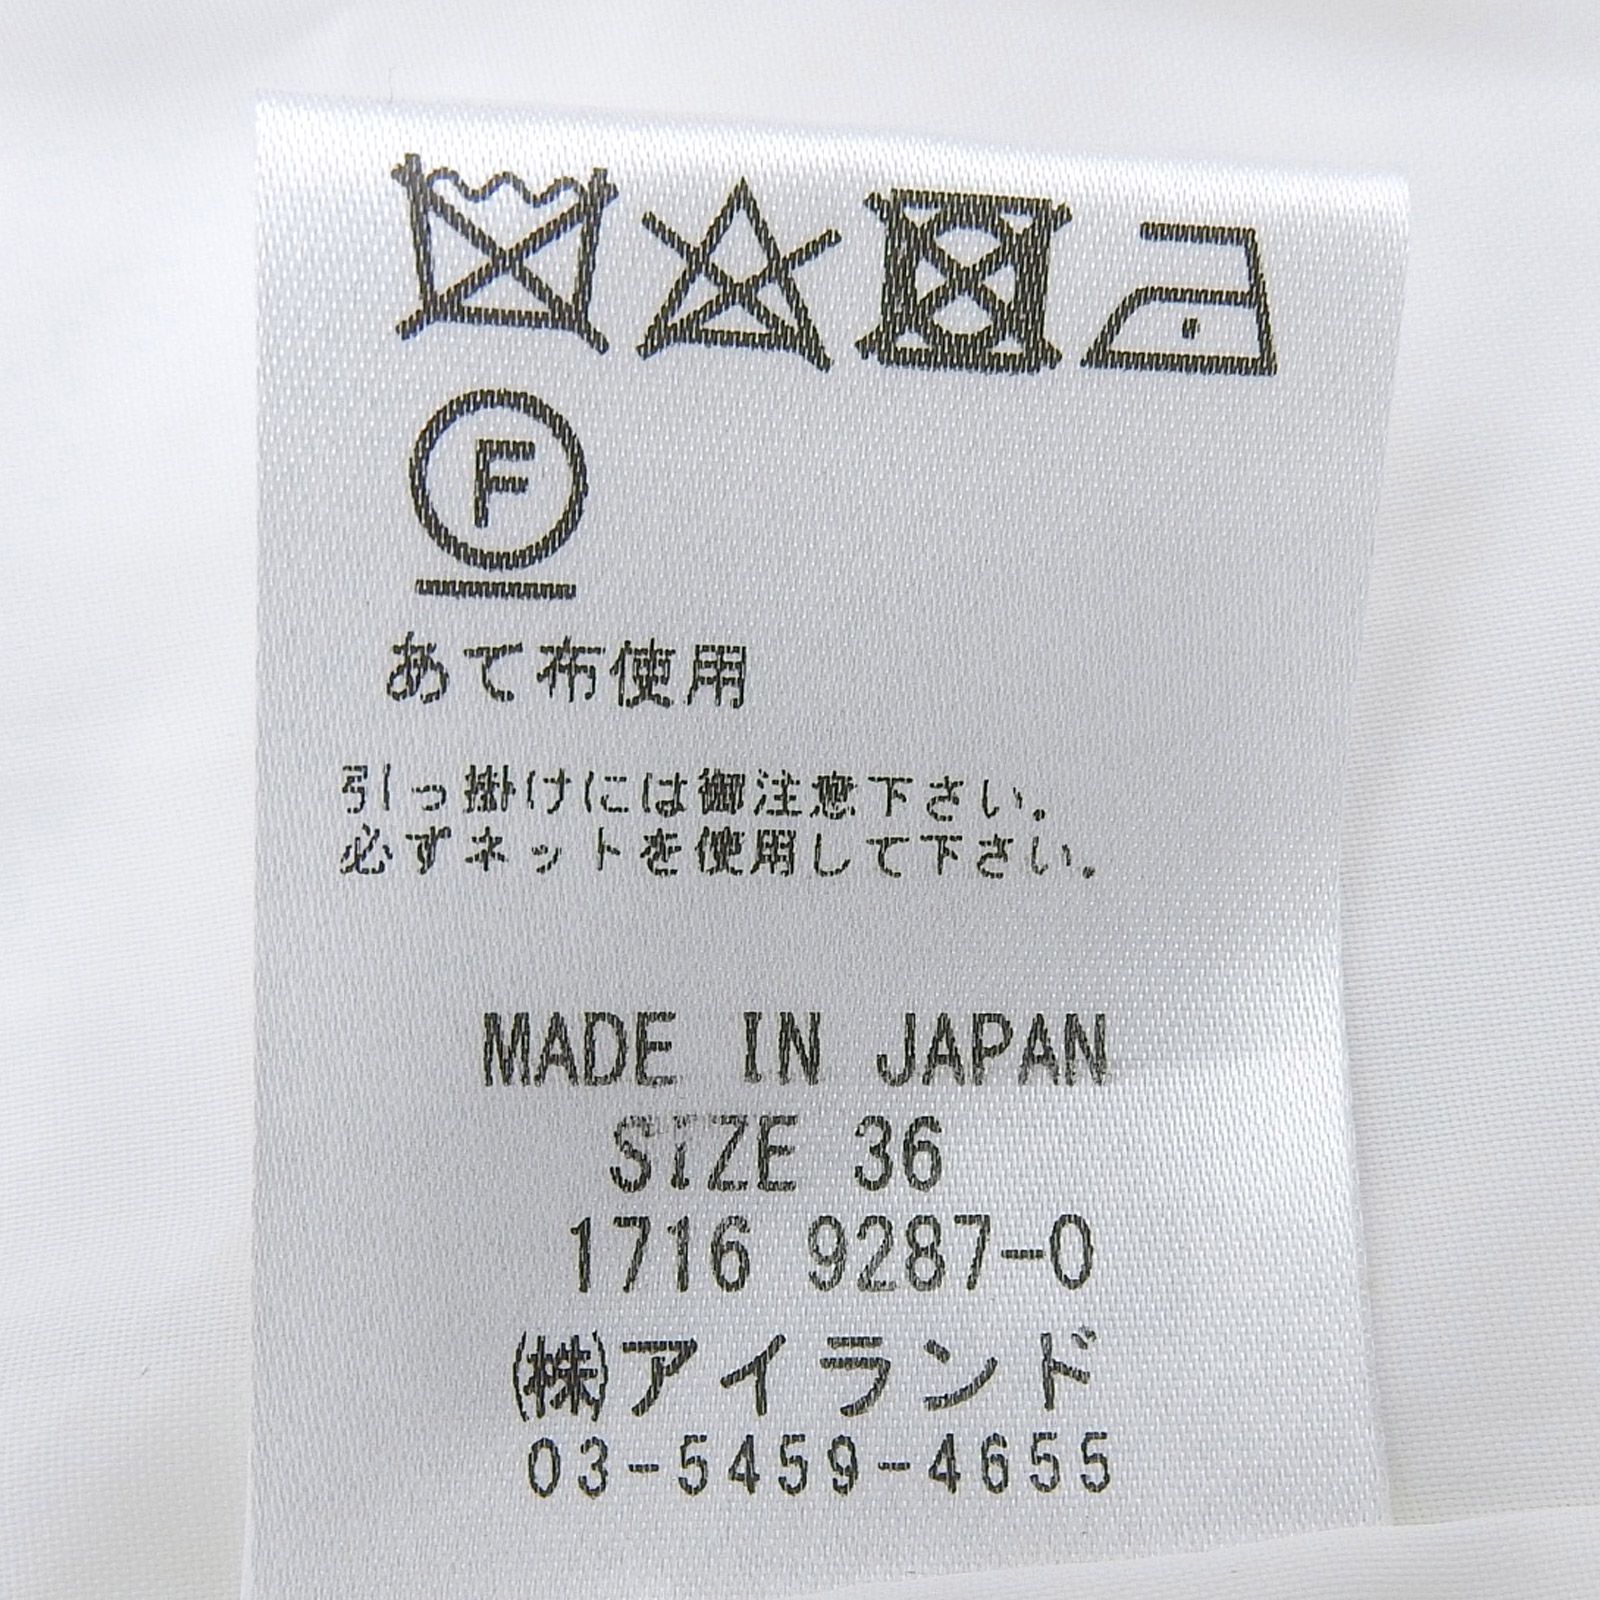 F
あて布使用
引っ掛けには御注意下さい。
必ずネットを使用して下さい。
MADE IN JAPAN
SIZE 36
1716 9287-0
(株)アイランド
03-5459-4655